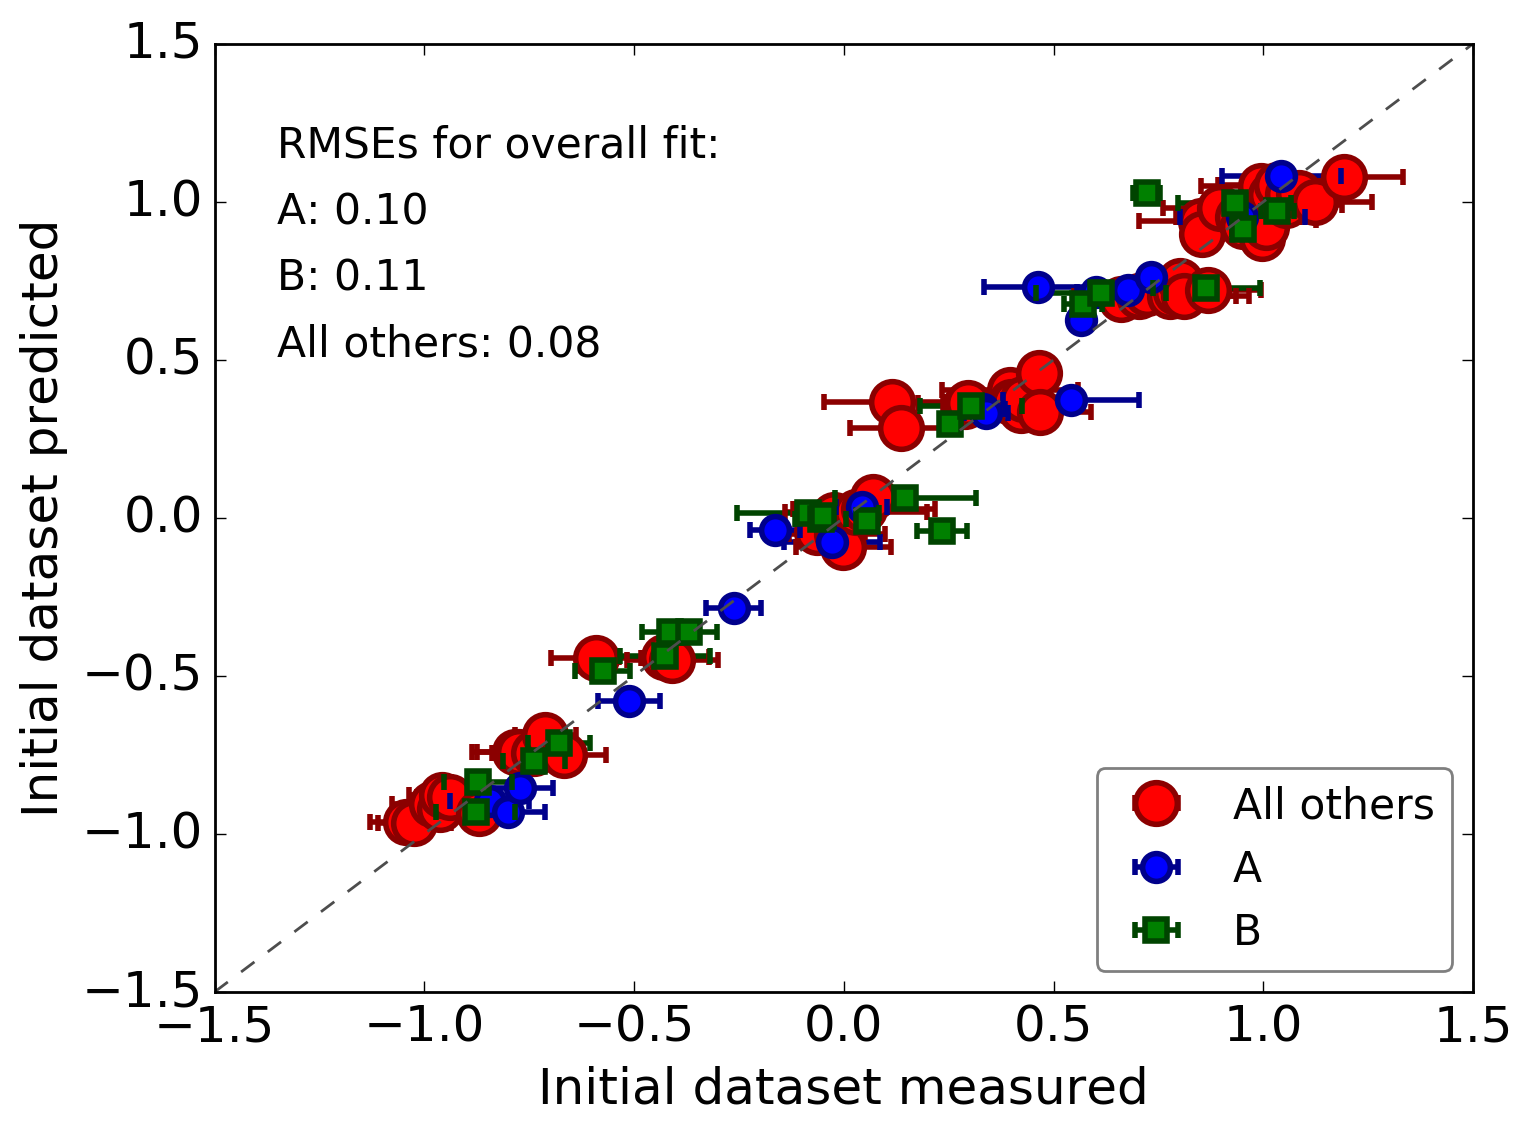 1.5
1.0
0.5
0.0
−0.5
−1.0
−1.5
Initial dataset predicted
RMSEs for overall fit:
A: 0.10
B: 0.11
All others: 0.08
All others
A
B
−1.5 −1.0 −0.5 0.0 0.5 1.0 1.5
Initial dataset measured